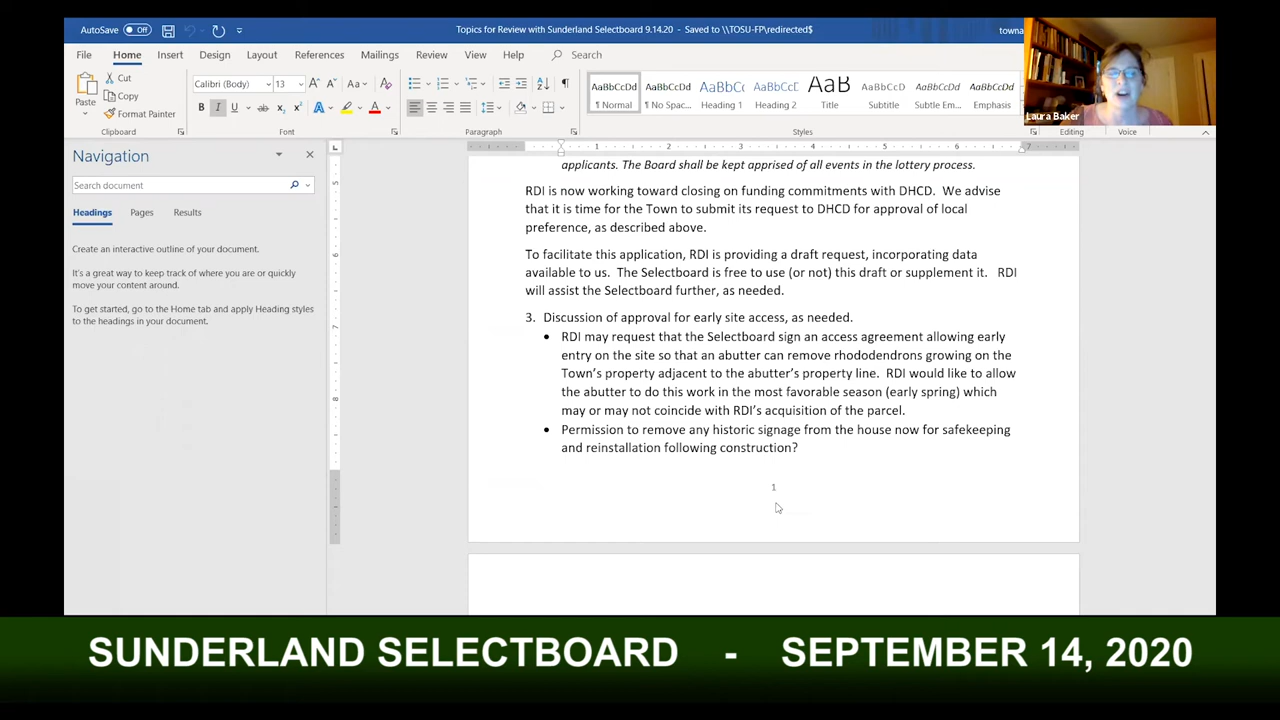 AutoSave Off
Topics for Review with Sunderland Selectboard 9.14.20 - Saved to \\TOSU-FP\redirected$
towna
File Home Insert Draw Design Layout References Mailings Review View Help Search
Paste
Cut
Copy
Format Painter
Calibri (Body) 13
AaBbCcDd AaBbCcDd AaBbC( AaBbCcE AaB AaBbCcD AaBbCcDd AaBbCcDd
¶ Normal ¶ No Spac... Heading 1 Heading 2 Title Subtitle Subtle Em... Emphasis
Clipboard Font Paragraph Styles Editing Voice
Laura Baker
Navigation
Search document
Headings Pages Results
Create an interactive outline of your document.
It's a great way to keep track of where you are or quickly
move your content around.
To get started, go to the Home tab and apply Heading styles
to the headings in your document.
1 2 3 4 5 6 7
5
6
7
8
applicants. The Board shall be kept apprised of all events in the lottery process.
RDI is now working toward closing on funding commitments with DHCD. We advise
that it is time for the Town to submit its request to DHCD for approval of local
preference, as described above.
To facilitate this application, RDI is providing a draft request, incorporating data
available to us. The Selectboard is free to use (or not) this draft or supplement it. RDI
will assist the Selectboard further, as needed.
3. Discussion of approval for early site access, as needed.
• RDI may request that the Selectboard sign an access agreement allowing early
entry on the site so that an abutter can remove rhododendrons growing on the
Town's property adjacent to the abutter's property line. RDI would like to allow
the abutter to do this work in the most favorable season (early spring) which
may or may not coincide with RDI's acquisition of the parcel.
• Permission to remove any historic signage from the house now for safekeeping
and reinstallation following construction?
1
SUNDERLAND SELECTBOARD - SEPTEMBER 14, 2020